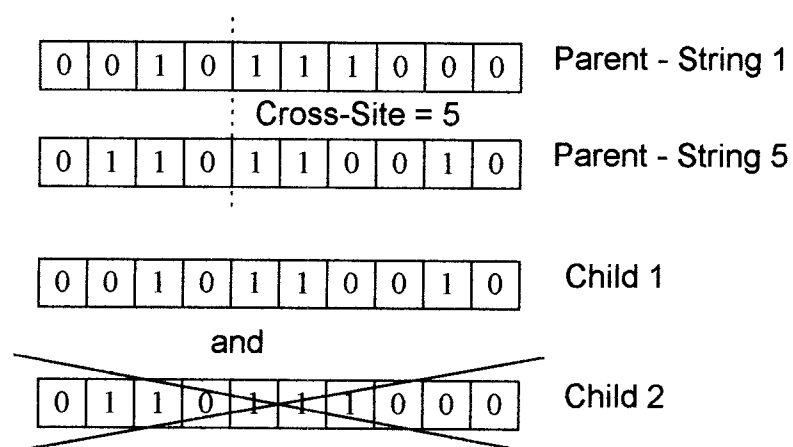 0 0 1 0 1 1 1 0 0 0 Parent - String 1
Cross-Site = 5
0 1 1 0 1 1 0 0 1 0 Parent - String 5
0 0 1 0 1 1 0 0 1 0 Child 1
and
0 1 1 0 1 1 1 0 0 0 Child 2